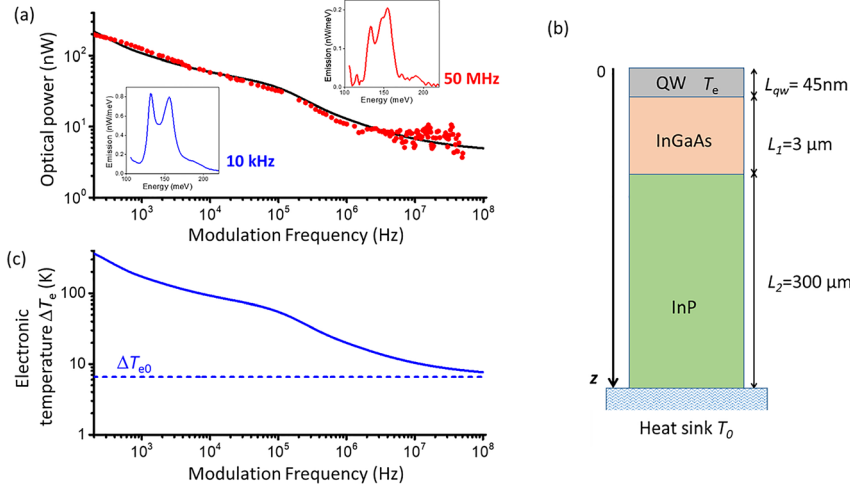 (a)
Optical power (nW)
10²
10¹
10⁰
10³
10⁴
10⁵
10⁶
10⁷
10⁸
Modulation Frequency (Hz)
Emission (nW/meV)
0.8
0.6
0.4
0.2
0.0
100
150
200
Energy (meV)
10 kHz
Emission (nW/meV)
0.2
0.1
0.0
100
150
200
Energy (meV)
50 MHz
(c)
Electronic
temperature ΔTe (K)
100
10
1
ΔTe0
10³
10⁴
10⁵
10⁶
10⁷
10⁸
Modulation Frequency (Hz)
(b)
0
QW Te
Lqw= 45nm
InGaAs
L1=3 µm
InP
L2=300 µm
z
Heat sink T0